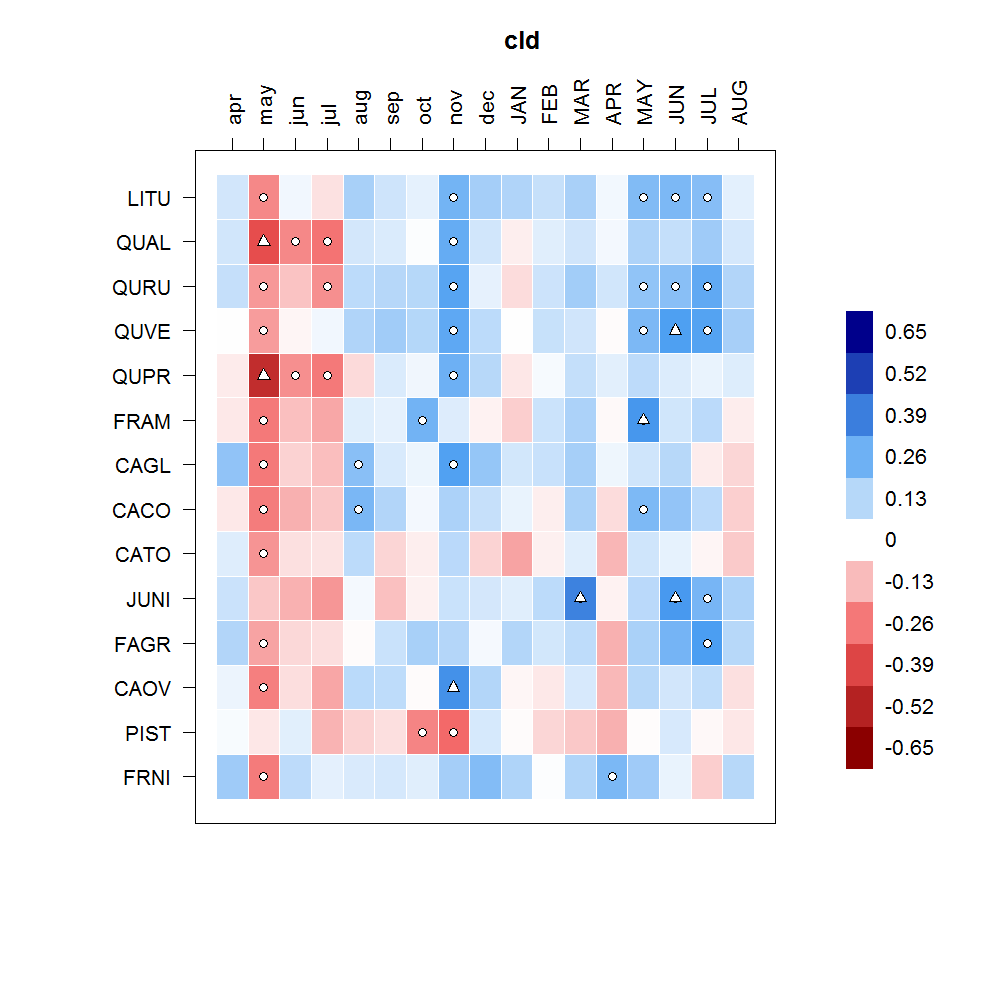 cld
apr may jun jul aug sep oct nov dec JAN FEB MAR APR MAY JUN JUL AUG
LITU
QUAL
QURU
QUVE
QUPR
FRAM
CAGL
CACO
CATO
JUNI
FAGR
CAOV
PIST
FRNI
0.65
0.52
0.39
0.26
0.13
0
-0.13
-0.26
-0.39
-0.52
-0.65